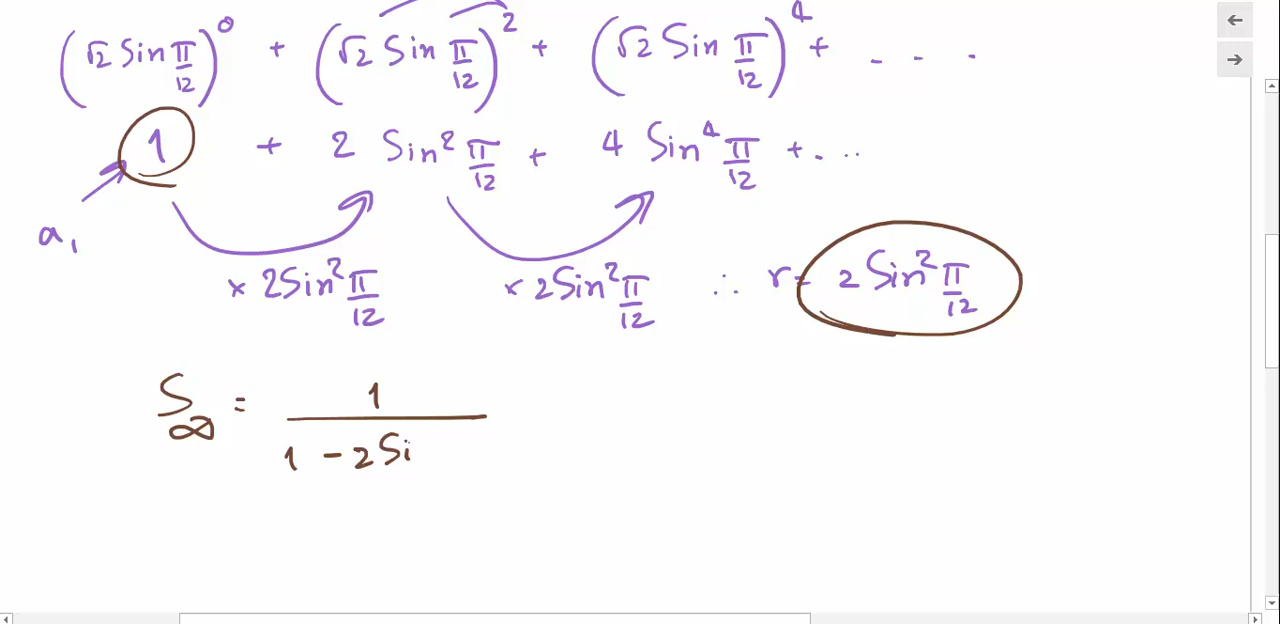 (√2 Sin π/12)^0 + (√2 Sin π/12)^2 + (√2 Sin π/12)^4 + - - .
1 + 2 Sin² π/12 + 4 Sin⁴ π/12 + . ..
a₁
× 2Sin² π/12 × 2Sin² π/12 ∴ r = 2 Sin² π/12
S∞ = 1/(1 - 2Si